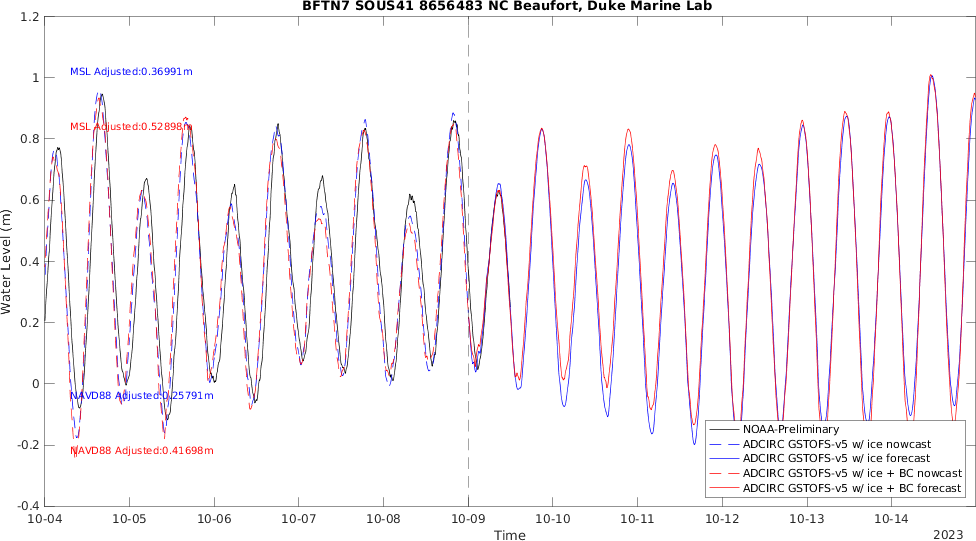 BFTN7 SOUS41 8656483 NC Beaufort, Duke Marine Lab
1.2
1
0.8
0.6
0.4
0.2
0
-0.2
-0.4
Water Level (m)
MSL Adjusted:0.36991m
MSL Adjusted:0.52898m
NAVD88 Adjusted:0.25791m
NAVD88 Adjusted:0.41698m
NOAA-Preliminary
ADCIRC GSTOFS-v5 w/ ice nowcast
ADCIRC GSTOFS-v5 w/ ice forecast
ADCIRC GSTOFS-v5 w/ ice + BC nowcast
ADCIRC GSTOFS-v5 w/ ice + BC forecast
10-04 10-05 10-06 10-07 10-08 10-09 10-10 10-11 10-12 10-13 10-14
Time
2023